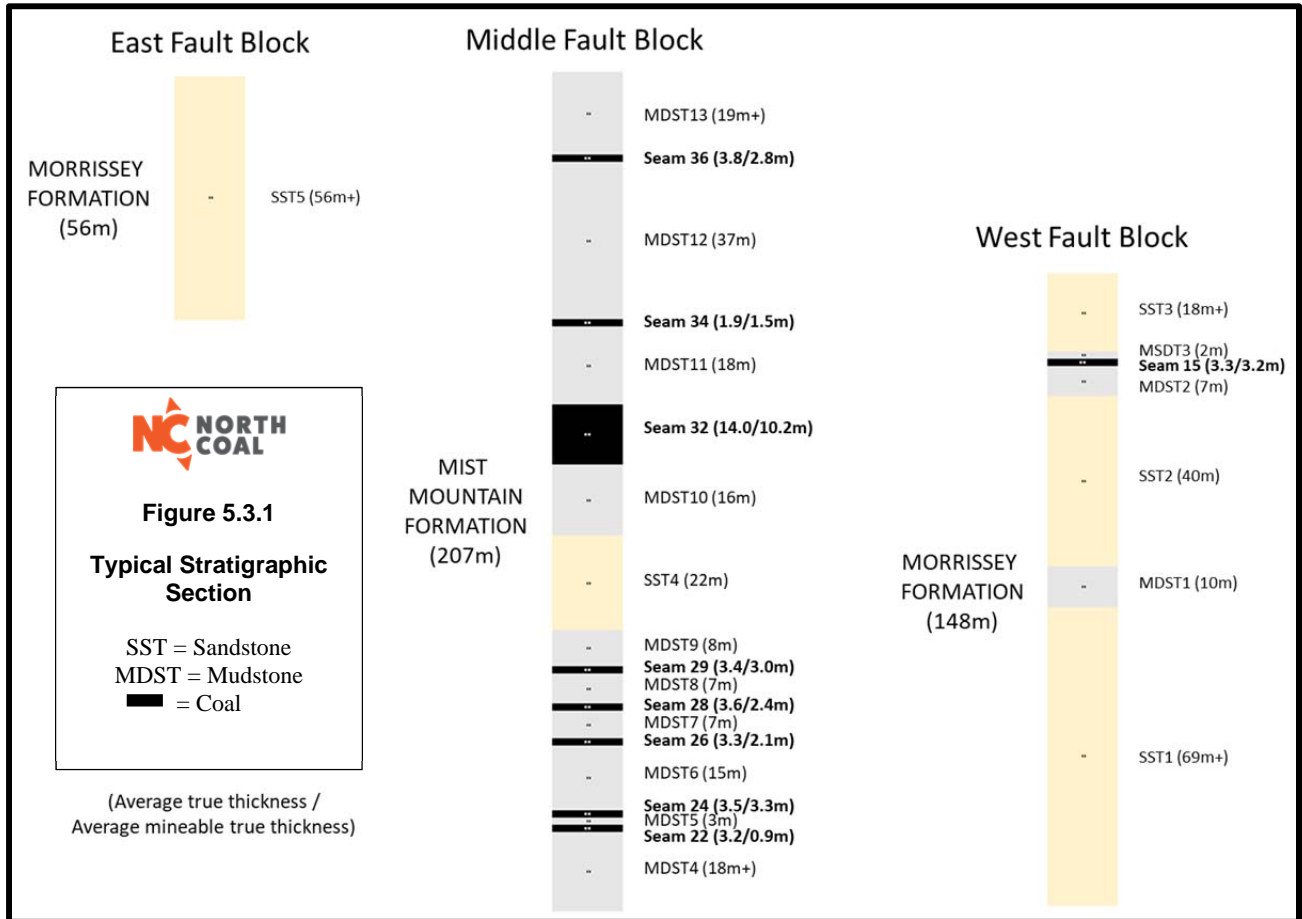 East Fault Block
MORRISSEY
FORMATION
(56m)
SST5 (56m+)
NC NORTH
COAL
Figure 5.3.1
Typical Stratigraphic
Section
SST = Sandstone
MDST = Mudstone
= Coal
(Average true thickness /
Average mineable true thickness)
Middle Fault Block
MIST
MOUNTAIN
FORMATION
(207m)
MDST13 (19m+)
Seam 36 (3.8/2.8m)
MDST12 (37m)
Seam 34 (1.9/1.5m)
MDST11 (18m)
Seam 32 (14.0/10.2m)
MDST10 (16m)
SST4 (22m)
MDST9 (8m)
Seam 29 (3.4/3.0m)
MDST8 (7m)
Seam 28 (3.6/2.4m)
MDST7 (7m)
Seam 26 (3.3/2.1m)
MDST6 (15m)
Seam 24 (3.5/3.3m)
MDST5 (3m)
Seam 22 (3.2/0.9m)
MDST4 (18m+)
West Fault Block
MORRISSEY
FORMATION
(148m)
SST3 (18m+)
MSDT3 (2m)
Seam 15 (3.3/3.2m)
MDST2 (7m)
SST2 (40m)
MDST1 (10m)
SST1 (69m+)